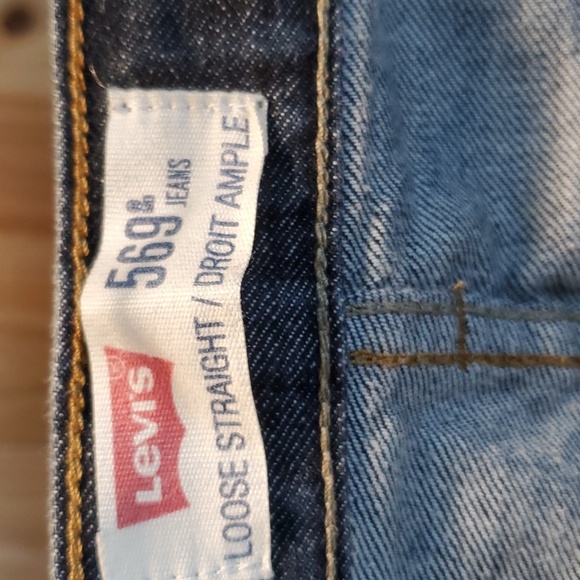 Levi's 569® JEANS
LOOSE STRAIGHT / DROIT AMPLE